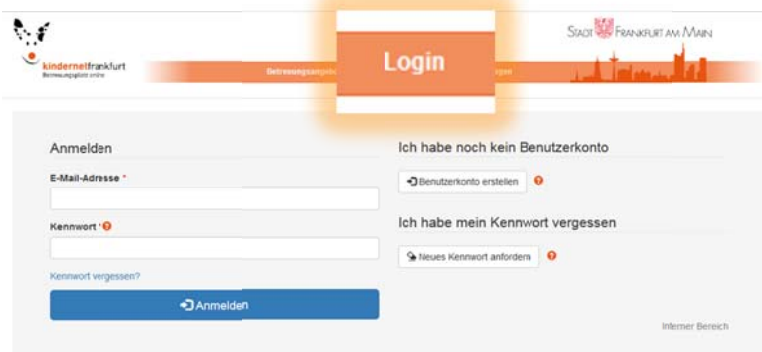 STADT FRANKFURT AM MAIN
kindernetfrankfurt
Betreuungsplatz online
Login
Anmelden
E-Mail-Adresse *
Kennwort *
Kennwort vergessen?
Anmelden
Ich habe noch kein Benutzerkonto
Benutzerkonto erstellen
Ich habe mein Kennwort vergessen
Neues Kennwort anfordern
Interner Bereich